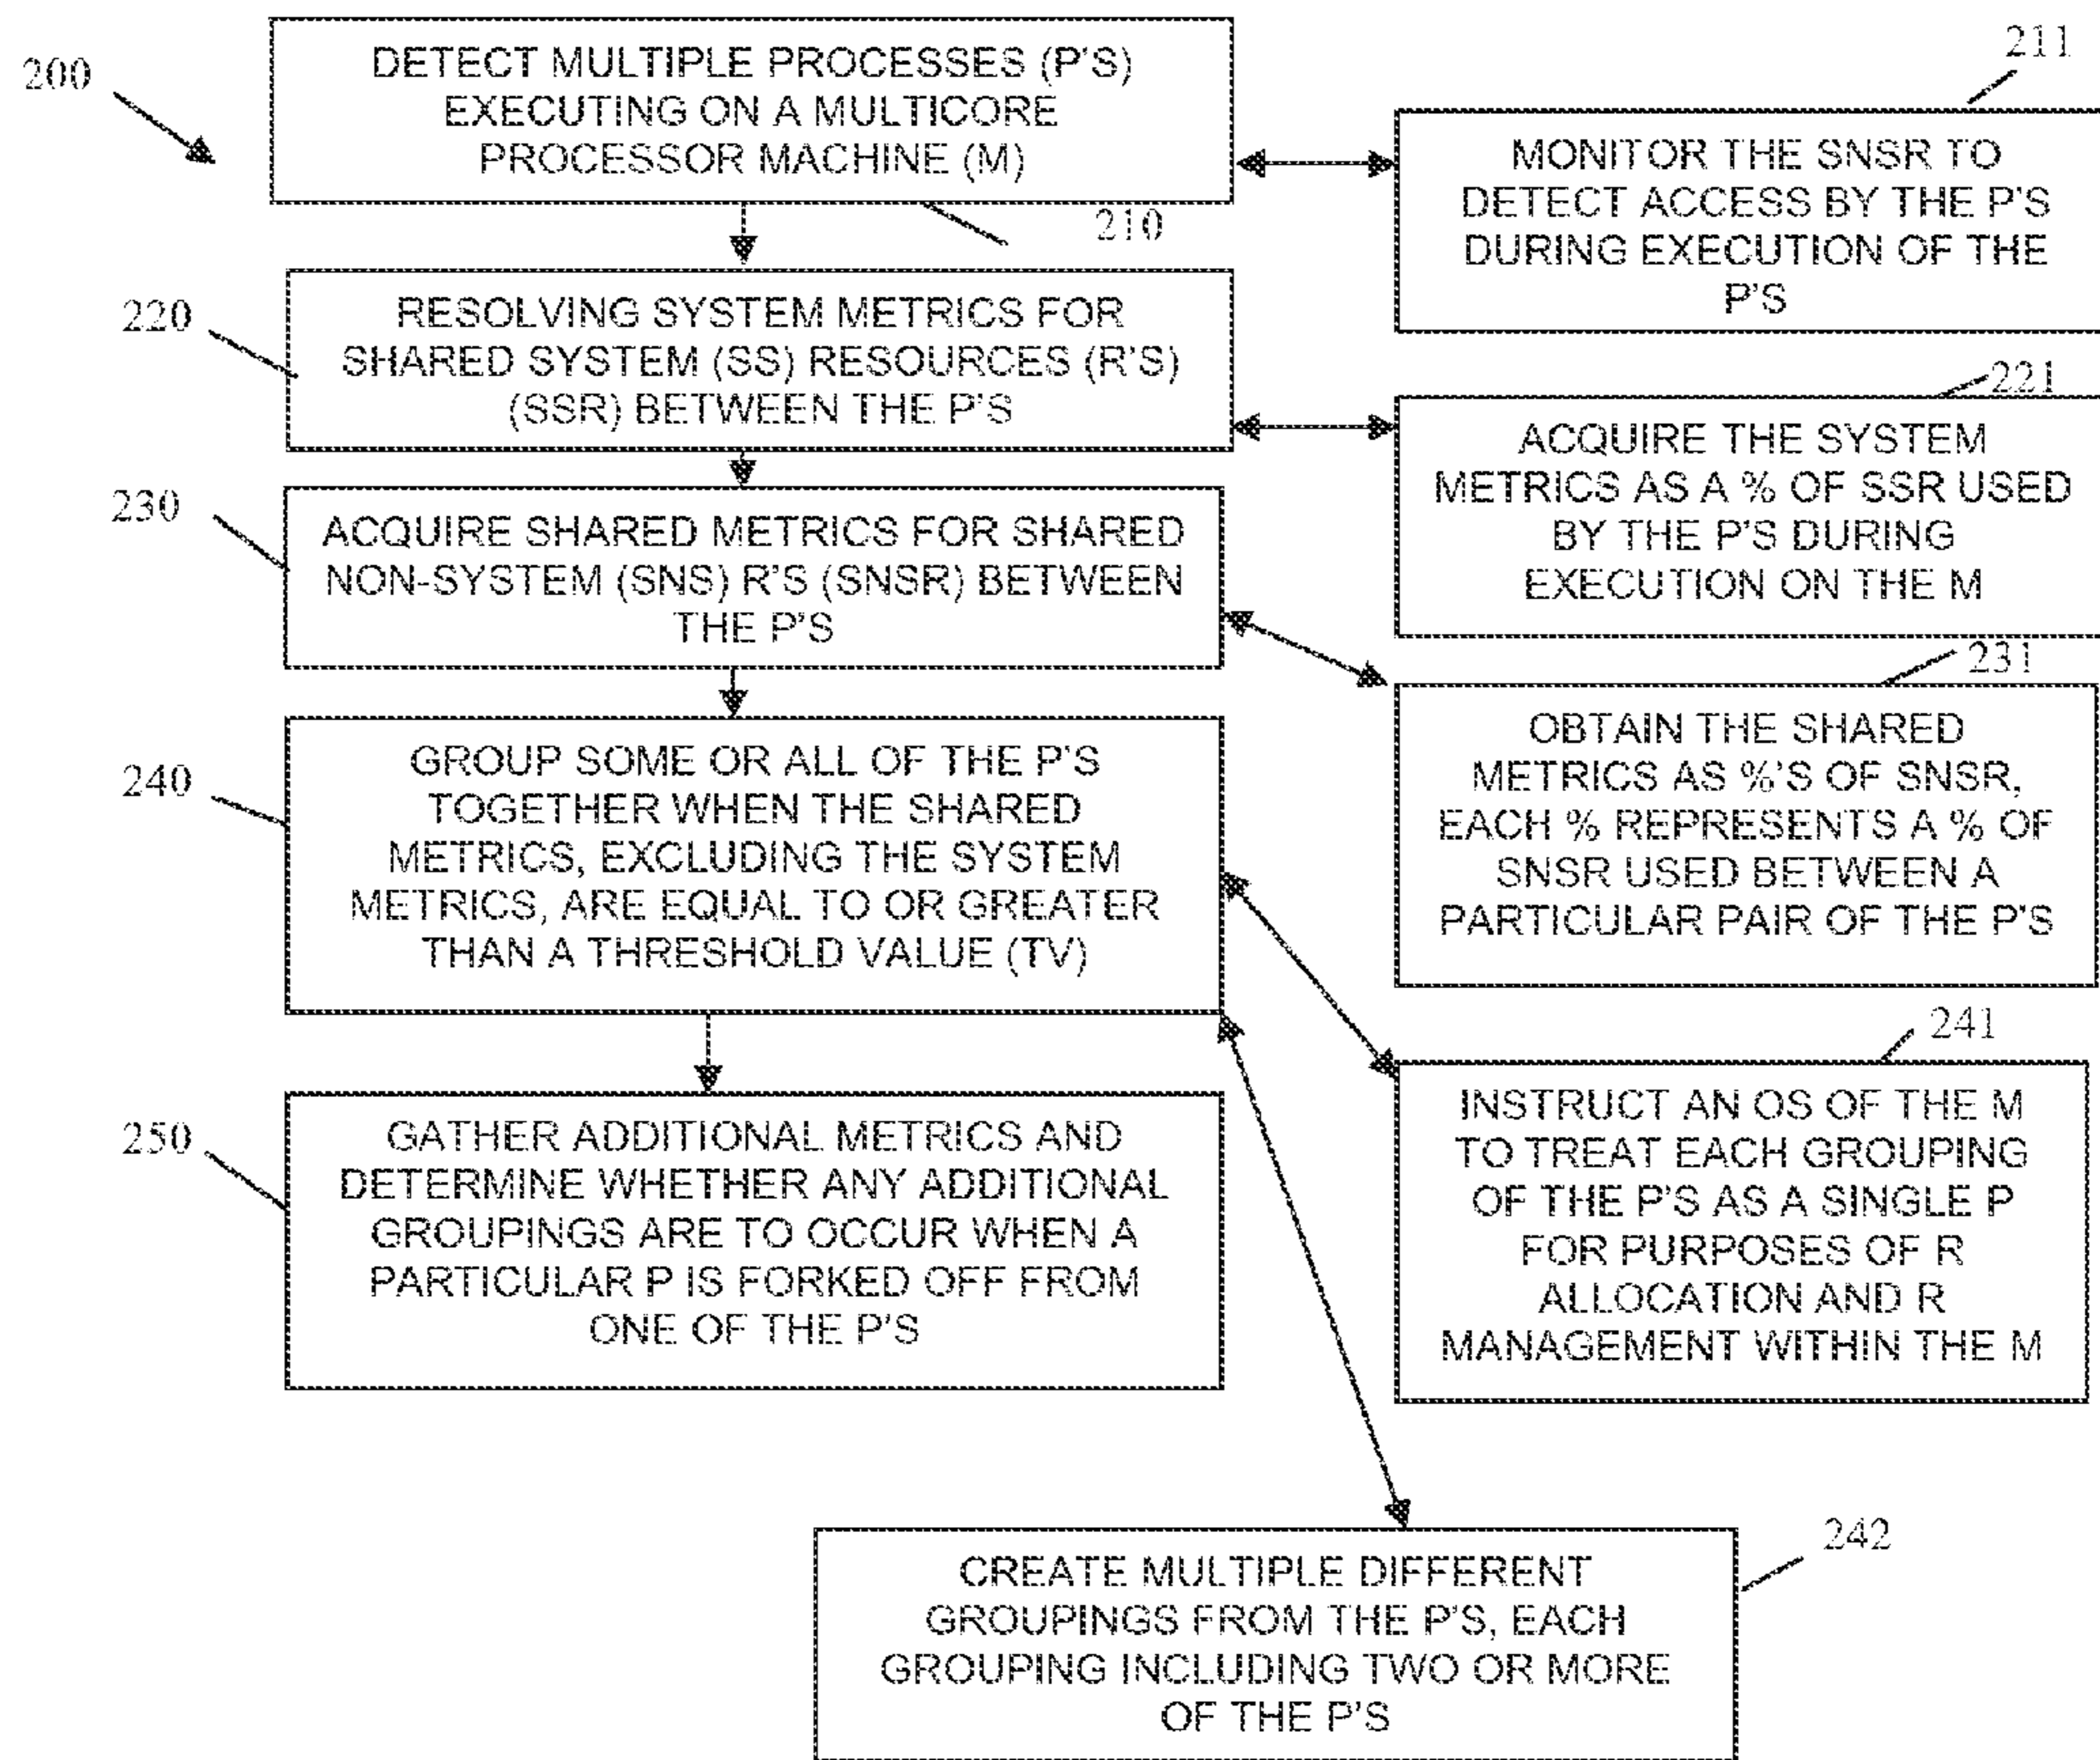 200
DETECT MULTIPLE PROCESSES (P'S)
EXECUTING ON A MULTICORE
PROCESSOR MACHINE (M)
210
211
MONITOR THE SNSR TO
DETECT ACCESS BY THE P'S
DURING EXECUTION OF THE
P'S
220
RESOLVING SYSTEM METRICS FOR
SHARED SYSTEM (SS) RESOURCES (R'S)
(SSR) BETWEEN THE P'S
221
ACQUIRE THE SYSTEM
METRICS AS A % OF SSR USED
BY THE P'S DURING
EXECUTION ON THE M
230
ACQUIRE SHARED METRICS FOR SHARED
NON-SYSTEM (SNS) R'S (SNSR) BETWEEN
THE P'S
231
OBTAIN THE SHARED
METRICS AS %'S OF SNSR,
EACH % REPRESENTS A % OF
SNSR USED BETWEEN A
PARTICULAR PAIR OF THE P'S
240
GROUP SOME OR ALL OF THE P'S
TOGETHER WHEN THE SHARED
METRICS, EXCLUDING THE SYSTEM
METRICS, ARE EQUAL TO OR GREATER
THAN A THRESHOLD VALUE (TV)
241
INSTRUCT AN OS OF THE M
TO TREAT EACH GROUPING
OF THE P'S AS A SINGLE P
FOR PURPOSES OF R
ALLOCATION AND R
MANAGEMENT WITHIN THE M
250
GATHER ADDITIONAL METRICS AND
DETERMINE WHETHER ANY ADDITIONAL
GROUPINGS ARE TO OCCUR WHEN A
PARTICULAR P IS FORKED OFF FROM
ONE OF THE P'S
242
CREATE MULTIPLE DIFFERENT
GROUPINGS FROM THE P'S, EACH
GROUPING INCLUDING TWO OR MORE
OF THE P'S